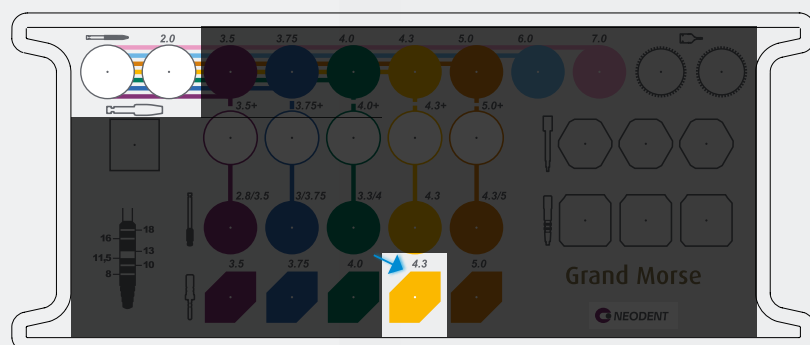 2.0 3.5 3.75 4.0 4.3 5.0 6.0 7.0
3.5+ 3.75+ 4.0+ 4.3+ 5.0+
2.8/3.5 3/3.75 3.3/4 4.3 4.3/5
18
16
13
11,5
10
8
3.5 3.75 4.0 4.3 5.0
Grand Morse
NEODENT